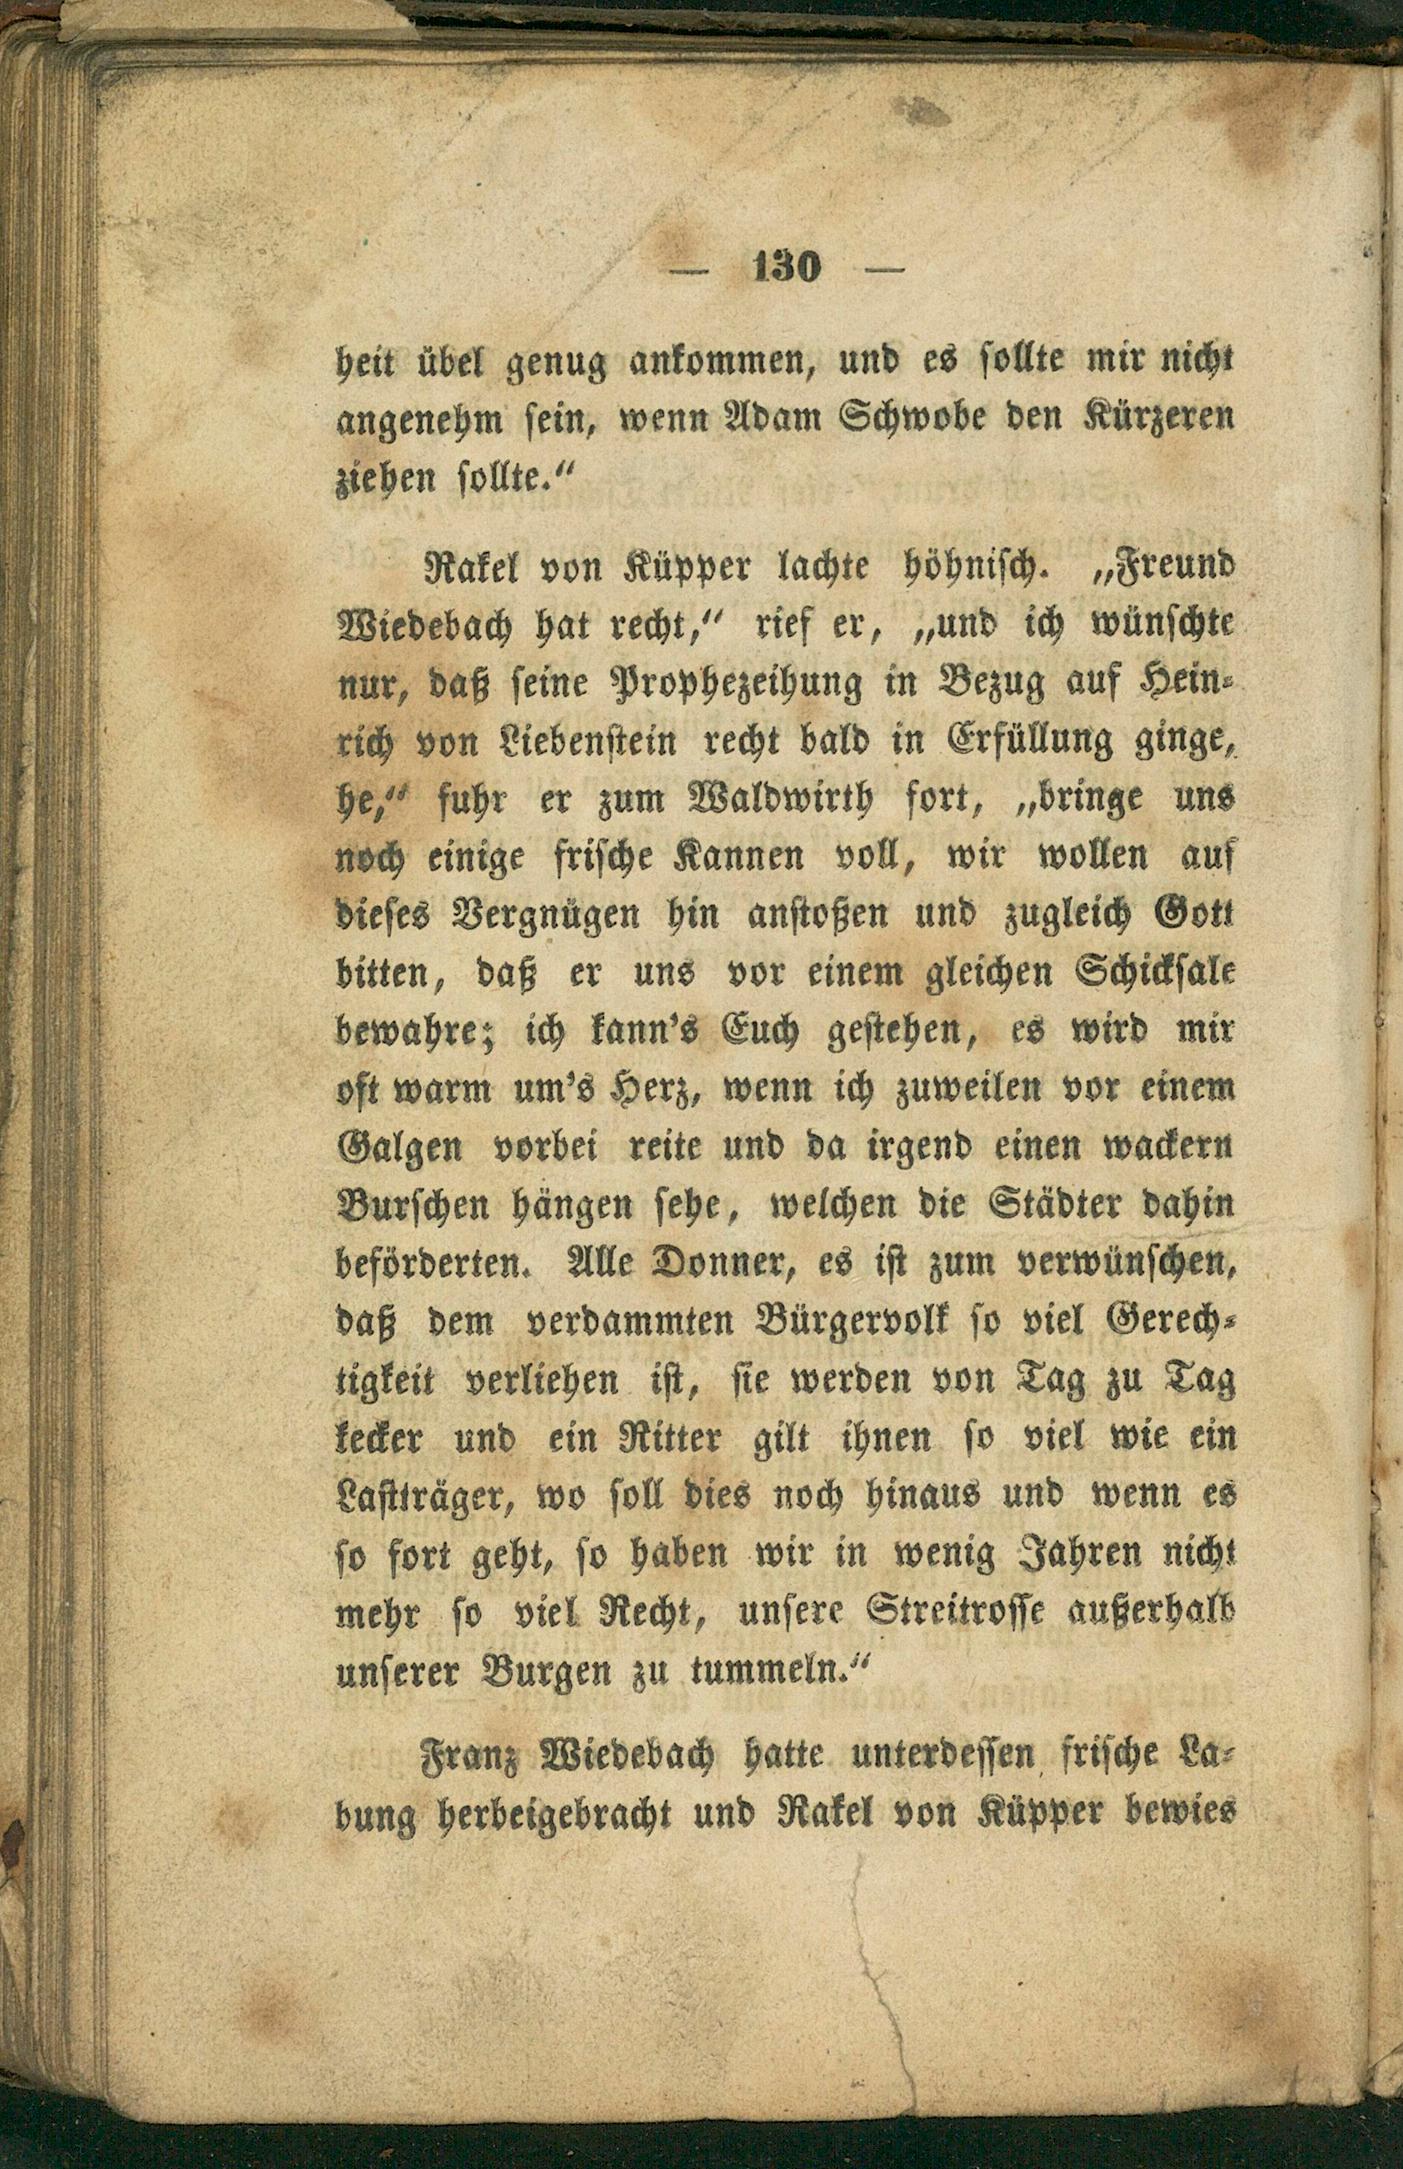 — 130 —
heit übel genug ankommen, und es sollte mir nicht
angenehm sein, wenn Adam Schwobe den Kürzeren
ziehen sollte.“
Rakel von Küpper lachte höhnisch. „Freund
Wiedebach hat recht,“ rief er, „und ich wünschte
nur, daß seine Prophezeihung in Bezug auf Hein-
rich von Liebenstein recht bald in Erfüllung ginge,
he,“ fuhr er zum Waldwirth fort, „bringe uns
noch einige frische Kannen voll, wir wollen auf
dieses Vergnügen hin anstoßen und zugleich Gott
bitten, daß er uns vor einem gleichen Schicksale
bewahre; ich kann's Euch gestehen, es wird mir
oft warm um's Herz, wenn ich zuweilen vor einem
Galgen vorbei reite und da irgend einen wackern
Burschen hängen sehe, welchen die Städter dahin
beförderten. Alle Donner, es ist zum verwünschen,
daß dem verdammten Bürgervolk so viel Gerech-
tigkeit verliehen ist, sie werden von Tag zu Tag
kecker und ein Ritter gilt ihnen so viel wie ein
Lastträger, wo soll dies noch hinaus und wenn es
so fort geht, so haben wir in wenig Jahren nicht
mehr so viel Recht, unsere Streitrosse außerhalb
unserer Burgen zu tummeln.“
Franz Wiedebach hatte unterdessen frische La-
bung herbeigebracht und Rakel von Küpper bewies